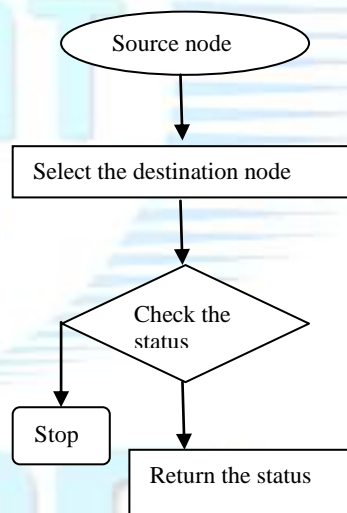 Source node
Select the destination node
Check the
status
Stop
Return the status